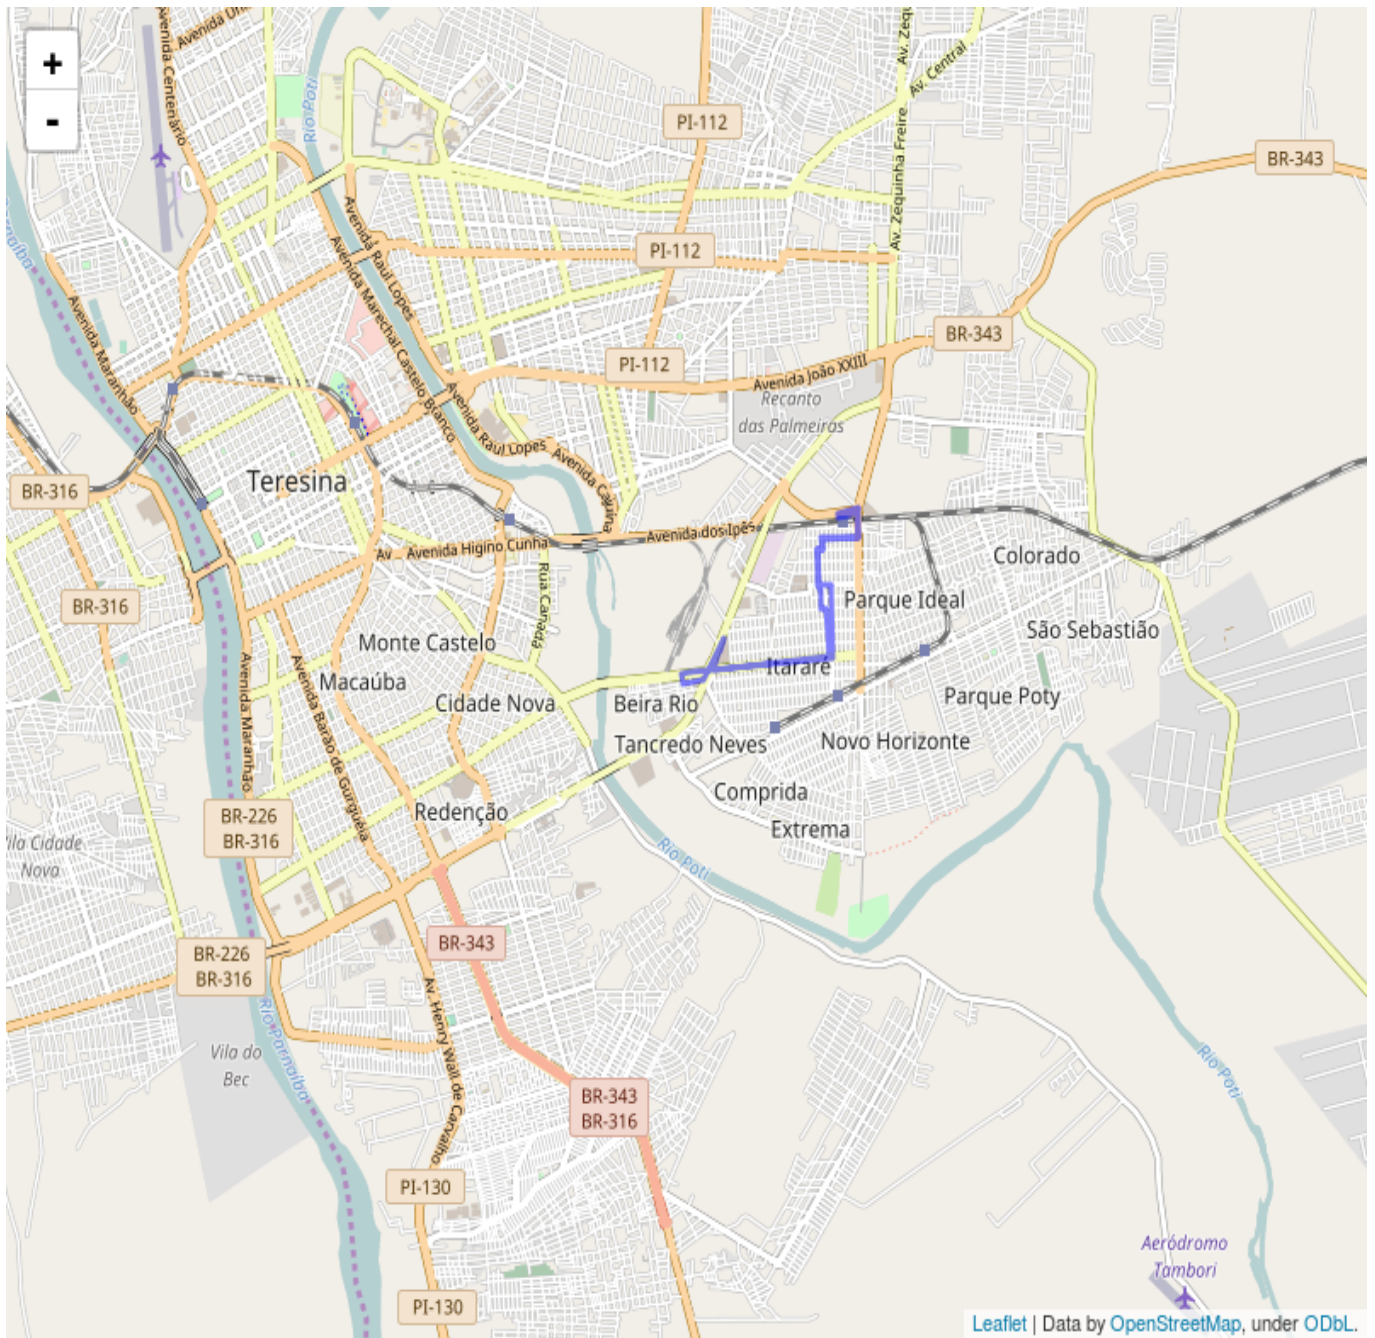 +
-
Avenida Centenário
Rio Poti
PI-112
Av. Central
Av. Zequinha Freire
BR-343
Avenida Raul Lopes
Avenida Marechal Castelo Branco
PI-112
Avenida Maranhão
BR-343
PI-112
Avenida João XXIII
Recanto
das Palmeiras
Avenida Raul Lopes
BR-316
Teresina
Avenida dos Ipês
Av
Avenida Higino Cunha
Colorado
Rua Canadá
BR-316
Parque Ideal
São Sebastião
Monte Castelo
Itararé
Macaúba
Cidade Nova
Beira Rio
Parque Poty
Avenida Maranhão
Avenida Barão de Gurguéia
Tancredo Neves
Novo Horizonte
Comprida
Redenção
BR-226
BR-316
Extrema
Rio Poti
Nova
BR-343
BR-226
BR-316
Av. Henry Wall de Carvalho
Rio Parnaíba
Vila do
Bec
Rio Poti
BR-343
BR-316
PI-130
Aeródromo
Tambori
PI-130
Leaflet | Data by OpenStreetMap, under ODbL.